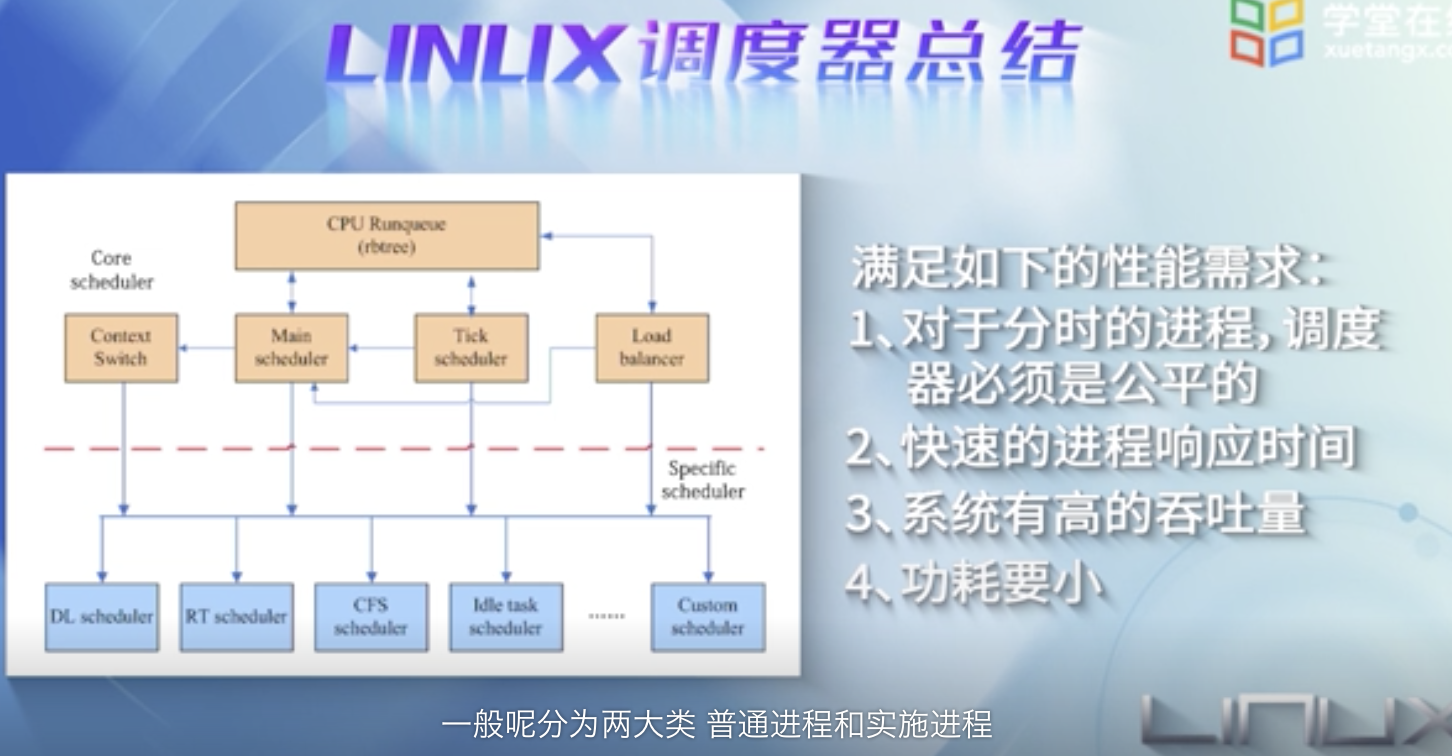 LINUX调度器总结
学堂在
xuetangx.c
CPU Runqueue
(rbtree)
Core
scheduler
Context
Switch
Main
scheduler
Tick
scheduler
Load
balancer
Specific
scheduler
DL scheduler
RT scheduler
CFS
scheduler
Idle task
scheduler
......
Custom
scheduler
满足如下的性能需求：
1、对于分时的进程，调度
器必须是公平的
2、快速的进程响应时间
3、系统有高的吞吐量
4、功耗要小
LINUX
一般呢分为两大类 普通进程和实施进程